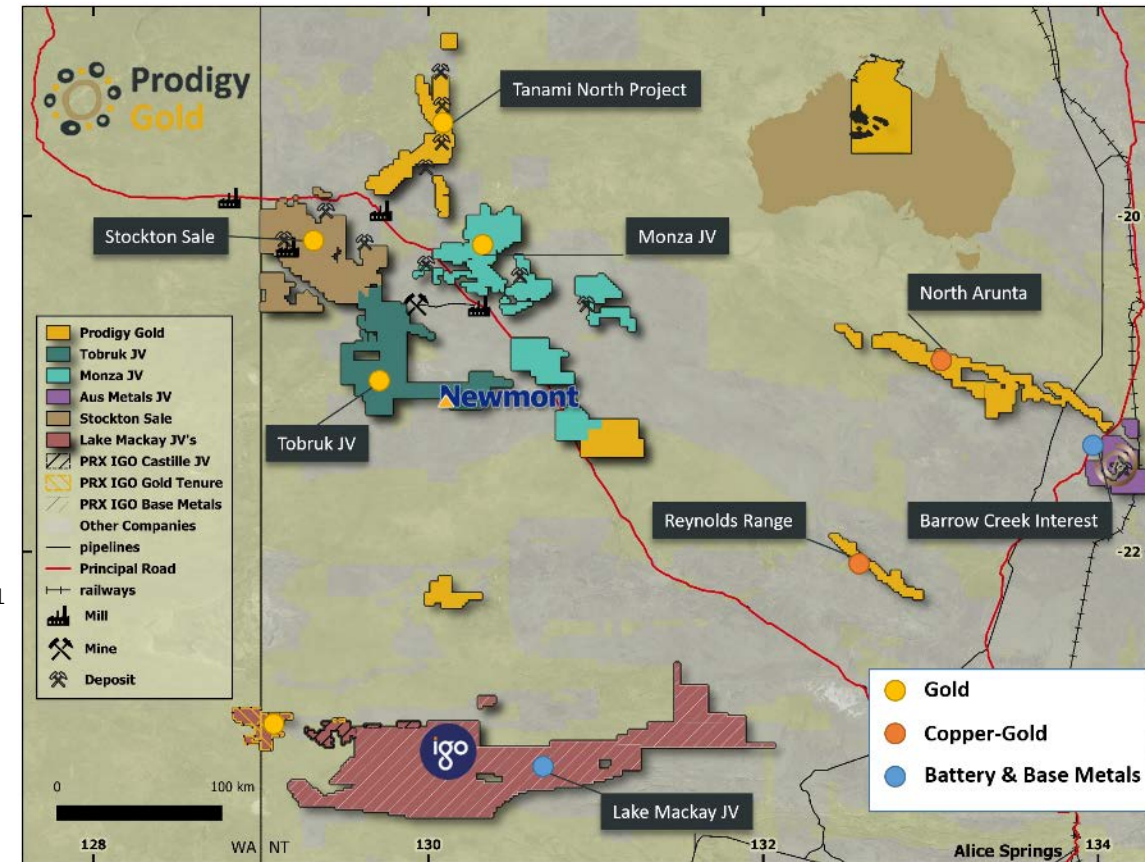 Prodigy
Gold
Tanami North Project
Stockton Sale
Monza JV
-20
North Arunta
Prodigy Gold
Tobruk JV
Monza JV
Aus Metals JV
Stockton Sale
Lake Mackay JV's
PRX IGO Castille JV
PRX IGO Gold Tenure
PRX IGO Base Metals
Other Companies
pipelines
Principal Road
railways
Mill
Mine
Deposit
Newmont
Tobruk JV
Reynolds Range
Barrow Creek Interest
-22
1
Gold
Copper-Gold
Battery & Base Metals
igo
Lake Mackay JV
0 100 km
128 WA NT 130 132 134
Alice Springs